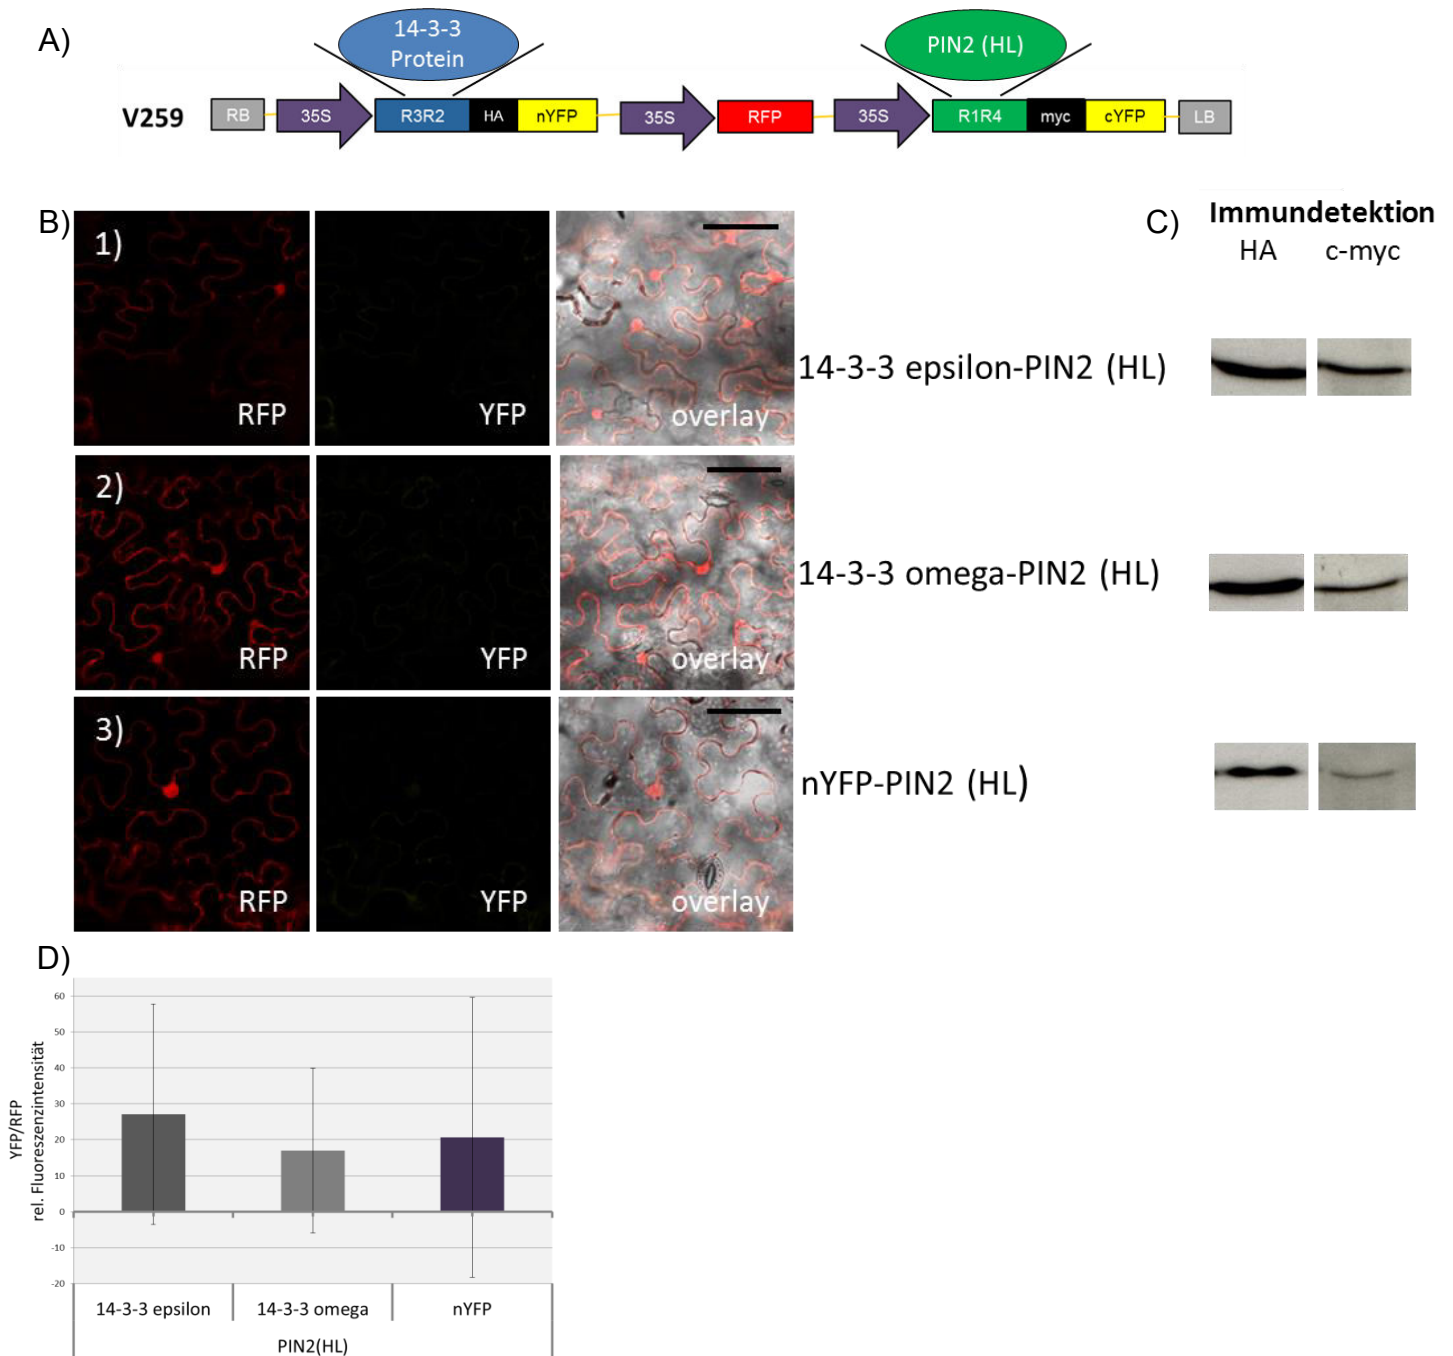 A)
14-3-3
Protein
PIN2 (HL)
V259
RB
35S
R3R2
HA
nYFP
35S
RFP
35S
R1R4
myc
cYFP
LB
B)
1)
RFP
YFP
overlay
14-3-3 epsilon-PIN2 (HL)
2)
RFP
YFP
overlay
14-3-3 omega-PIN2 (HL)
3)
RFP
YFP
overlay
nYFP-PIN2 (HL)
C)
Immundetektion
HA c-myc
D)
YFP/RFP
rel. Fluoreszenzintensität
60
50
40
30
20
10
0
-10
-20
14-3-3 epsilon
14-3-3 omega
nYFP
PIN2(HL)